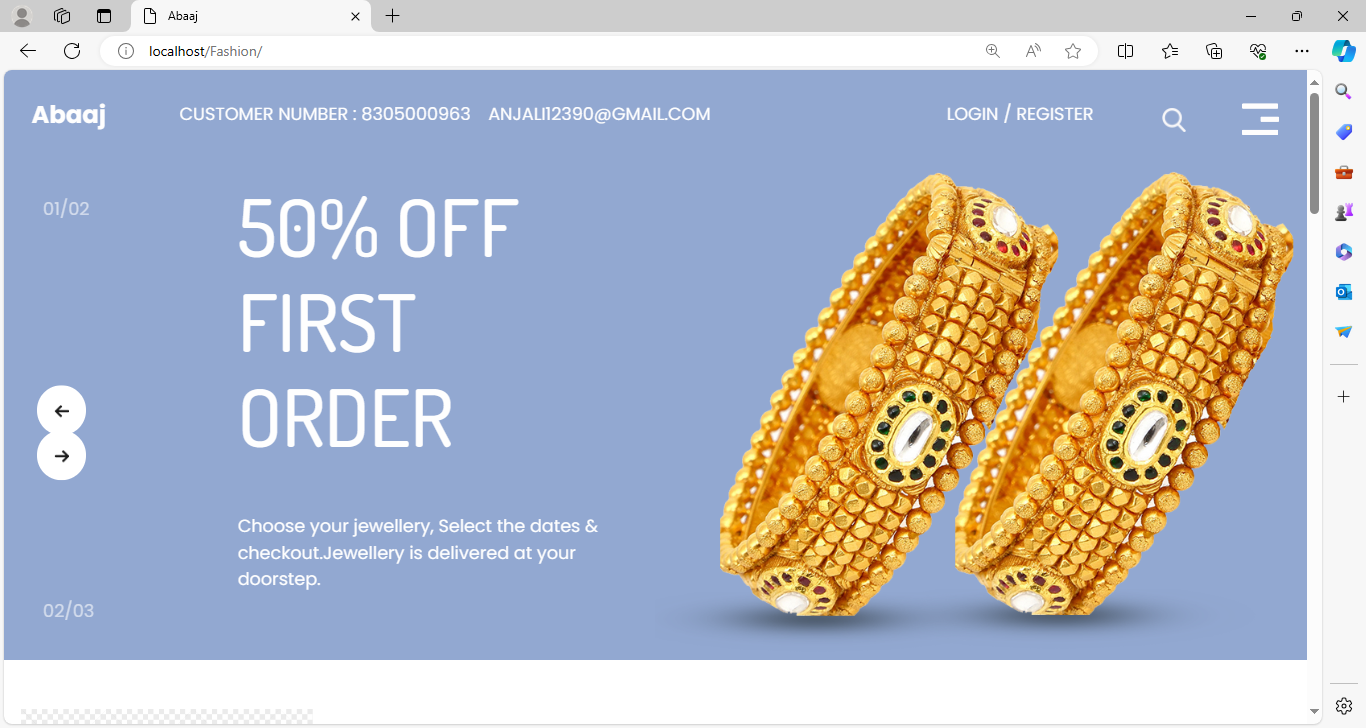 Abaaj
localhost/Fashion/
Abaaj
CUSTOMER NUMBER : 8305000963 ANJALI12390@GMAIL.COM
LOGIN / REGISTER
01/02
50% OFF
FIRST
ORDER
Choose your jewellery, Select the dates &
checkout.Jewellery is delivered at your
doorstep.
02/03